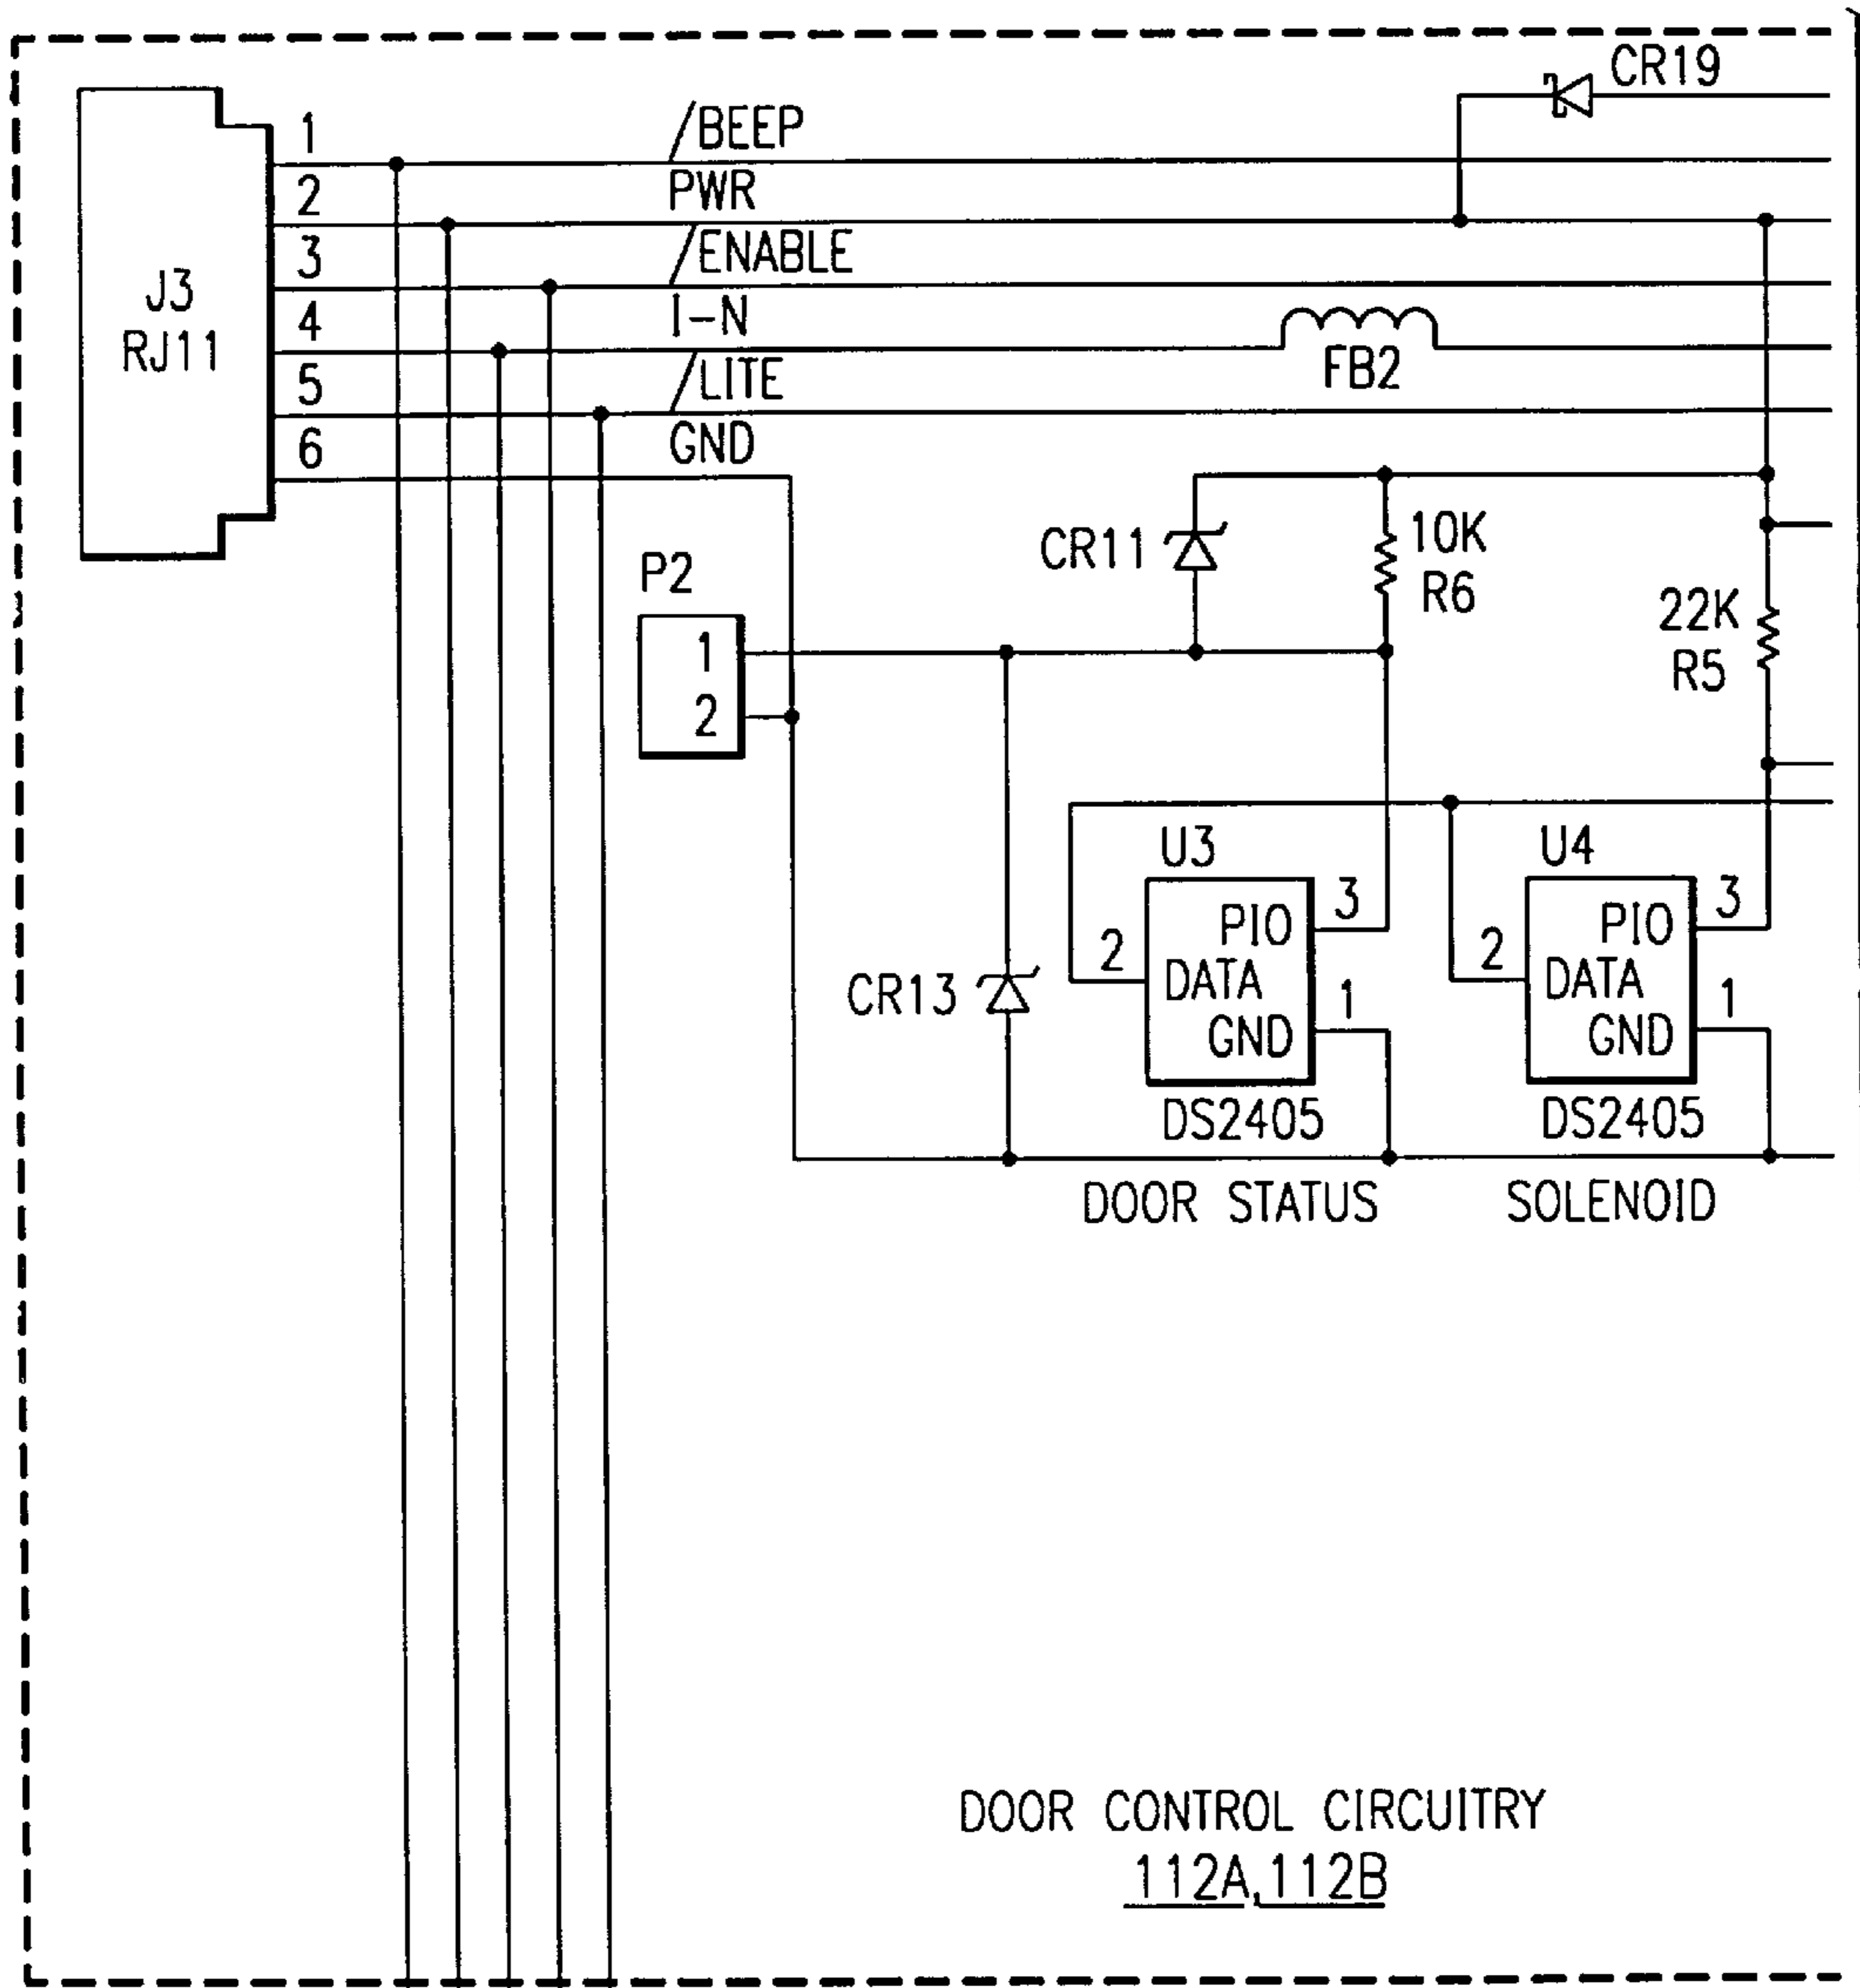 CR19
1
/BEEP
2
PWR
3
/ENABLE
J3
RJ11
4
I-N
FB2
5
/LITE
6
GND
CR11
10K
R6
P2
1
2
22K
R5
U3
U4
PIO
3
2
DATA
1
GND
PIO
3
2
DATA
1
GND
CR13
DS2405
DS2405
DOOR STATUS
SOLENOID
DOOR CONTROL CIRCUITRY
112A,112B